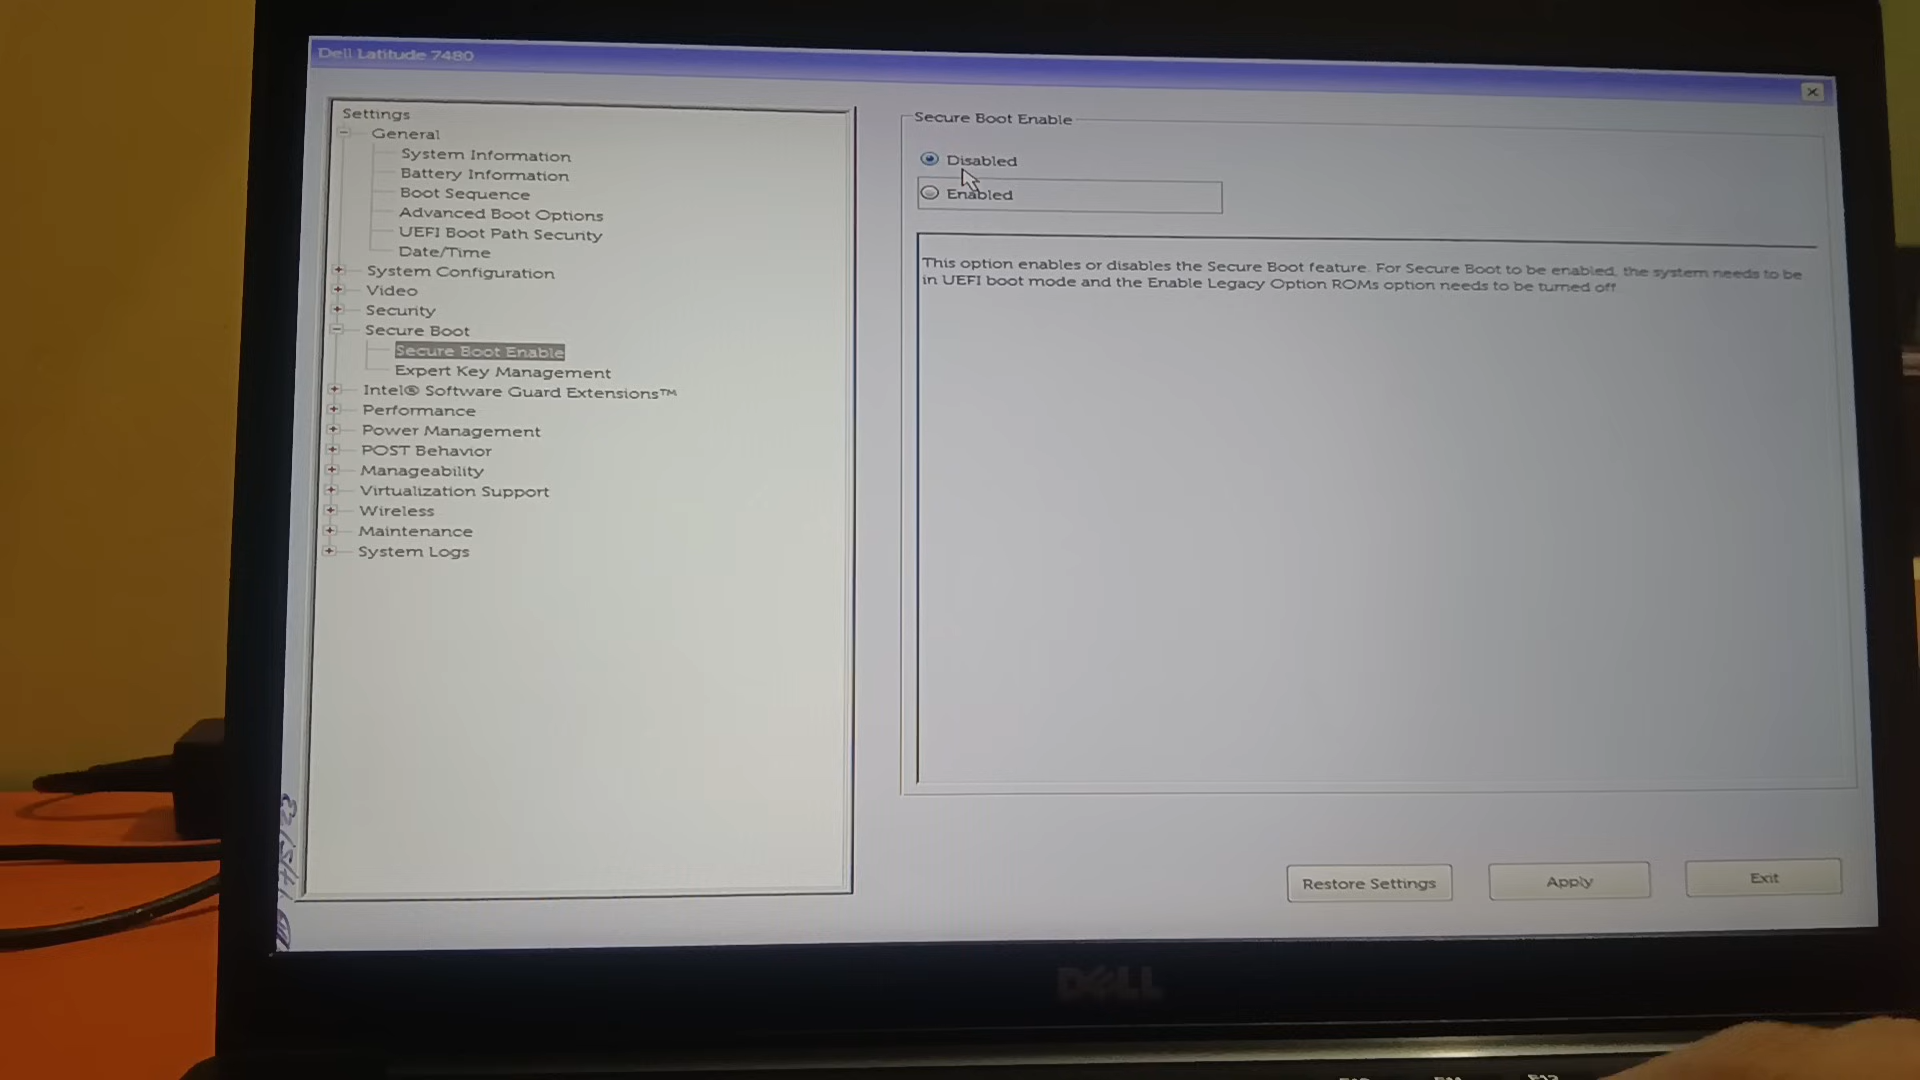 Dell Latitude 7480
Settings
General
System Information
Battery Information
Boot Sequence
Advanced Boot Options
UEFI Boot Path Security
Date/Time
System Configuration
Video
Security
Secure Boot
Secure Boot Enable
Expert Key Management
Intel® Software Guard Extensions™
Performance
Power Management
POST Behavior
Manageability
Virtualization Support
Wireless
Maintenance
System Logs
Secure Boot Enable
Disabled
Enabled
This option enables or disables the Secure Boot feature. For Secure Boot to be enabled, the system needs to be
in UEFI boot mode and the Enable Legacy Option ROMs option needs to be turned off
Restore Settings
Apply
Exit
DELL